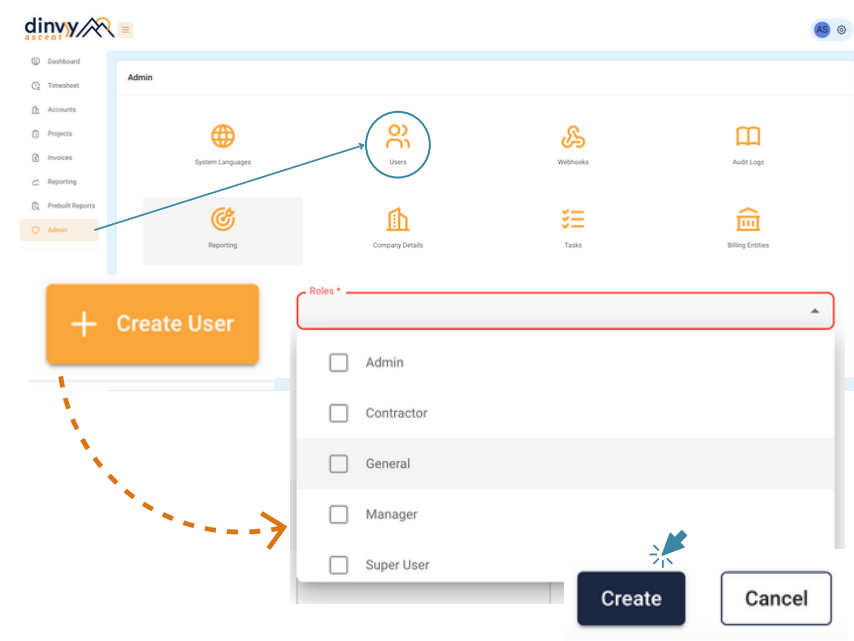 dinvy
ascent
AS
Dashboard
Timesheet
Accounts
Projects
Invoices
Reporting
Prebuilt Reports
Admin
Admin
System Languages
Users
Webhooks
Audit Logs
Reporting
Company Details
Tasks
Billing Entities
+ Create User
Roles *
Admin
Contractor
General
Manager
Super User
Create
Cancel